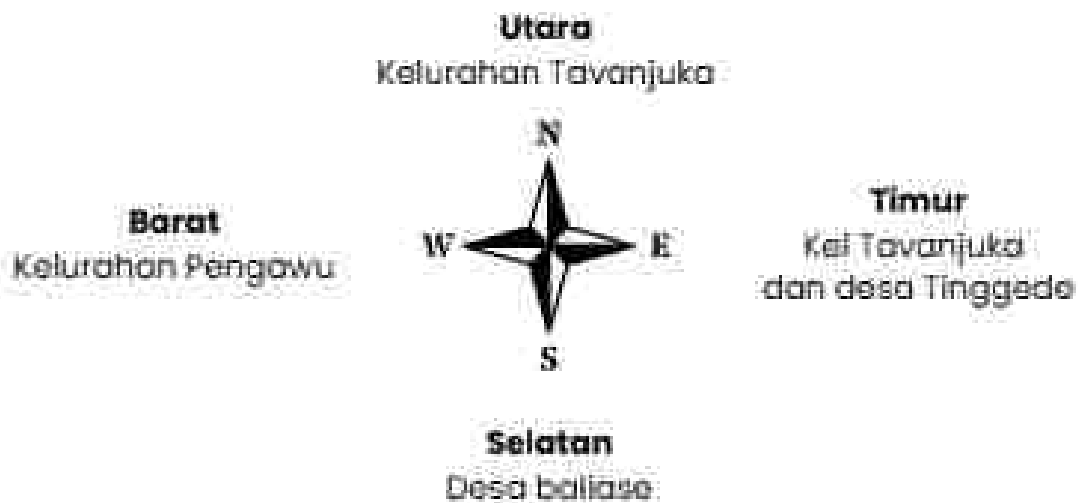 Utara
Kelurahan Tavanjuka
N
Barat
Kelurahan Pengawu
W
E
Timur
Kel Tavanjuka
dan desa Tinggede
S
Selatan
Desa baliase